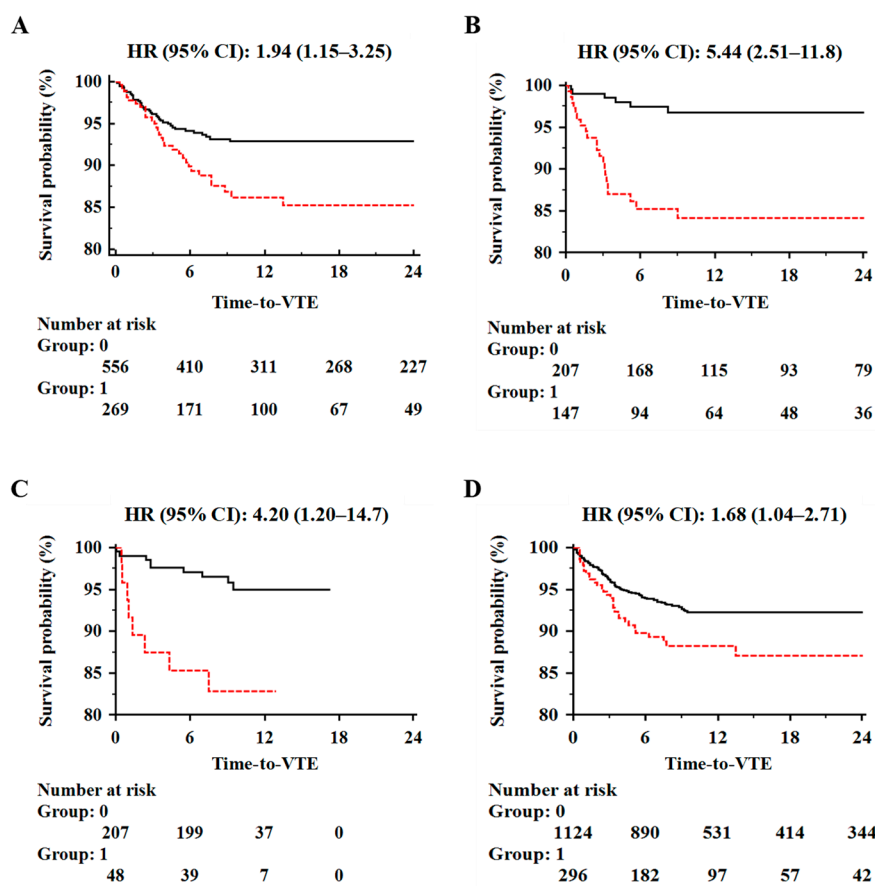 A
HR (95% CI): 1.94 (1.15–3.25)
Survival probability (%)
100
95
90
85
80
0 6 12 18 24
Time-to-VTE
Number at risk
Group: 0
556 410 311 268 227
Group: 1
269 171 100 67 49
B
HR (95% CI): 5.44 (2.51–11.8)
Survival probability (%)
100
95
90
85
80
0 6 12 18 24
Time-to-VTE
Number at risk
Group: 0
207 168 115 93 79
Group: 1
147 94 64 48 36
C
HR (95% CI): 4.20 (1.20–14.7)
Survival probability (%)
100
95
90
85
80
0 6 12 18 24
Time-to-VTE
Number at risk
Group: 0
207 199 37 0
Group: 1
48 39 7 0
D
HR (95% CI): 1.68 (1.04–2.71)
Survival probability (%)
100
95
90
85
80
0 6 12 18 24
Time-to-VTE
Number at risk
Group: 0
1124 890 531 414 344
Group: 1
296 182 97 57 42